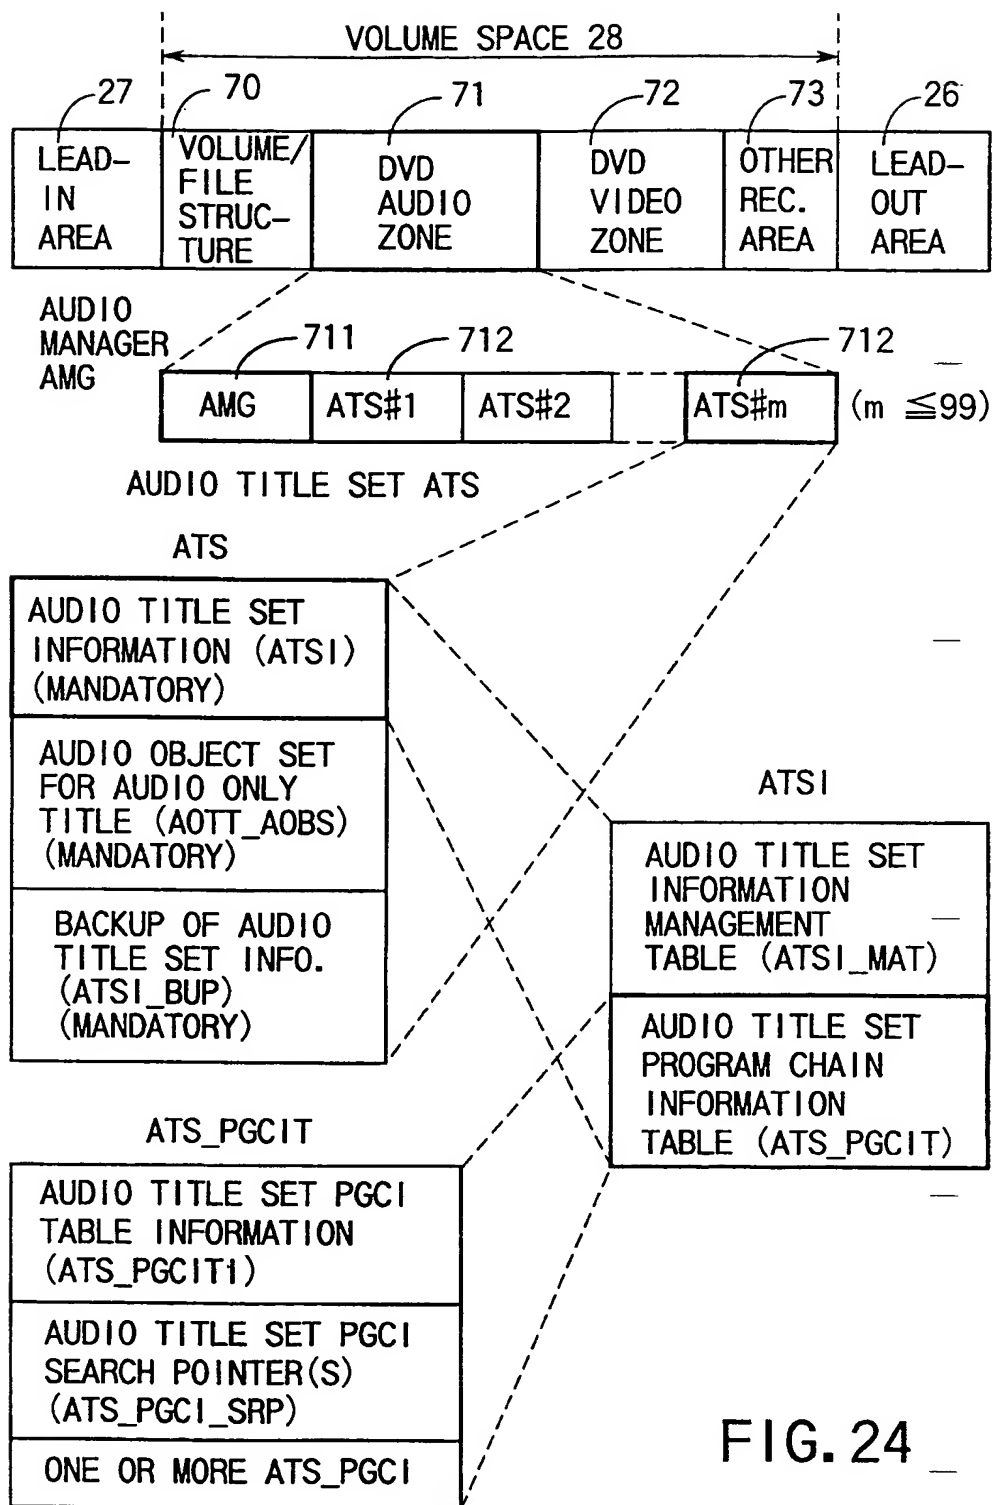 VOLUME SPACE 28
27
70
71
72
73
26
LEAD-
IN
AREA
VOLUME/
FILE
STRUC-
TURE
DVD
AUDIO
ZONE
DVD
VIDEO
ZONE
OTHER
REC.
AREA
LEAD-
OUT
AREA
AUDIO
MANAGER
AMG
711
712
712
AMG
ATS#1
ATS#2
ATS#m
(m ≦99)
AUDIO TITLE SET ATS
ATS
AUDIO TITLE SET
INFORMATION (ATSI)
(MANDATORY)
AUDIO OBJECT SET
FOR AUDIO ONLY
TITLE (AOTT_AOBS)
(MANDATORY)
BACKUP OF AUDIO
TITLE SET INFO.
(ATSI_BUP)
(MANDATORY)
ATSI
AUDIO TITLE SET
INFORMATION
MANAGEMENT
TABLE (ATSI_MAT)
AUDIO TITLE SET
PROGRAM CHAIN
INFORMATION
TABLE (ATS_PGCIT)
ATS_PGCIT
AUDIO TITLE SET PGCI
TABLE INFORMATION
(ATS_PGCITi)
AUDIO TITLE SET PGCI
SEARCH POINTER(S)
(ATS_PGCI_SRP)
ONE OR MORE ATS_PGCI
FIG. 24